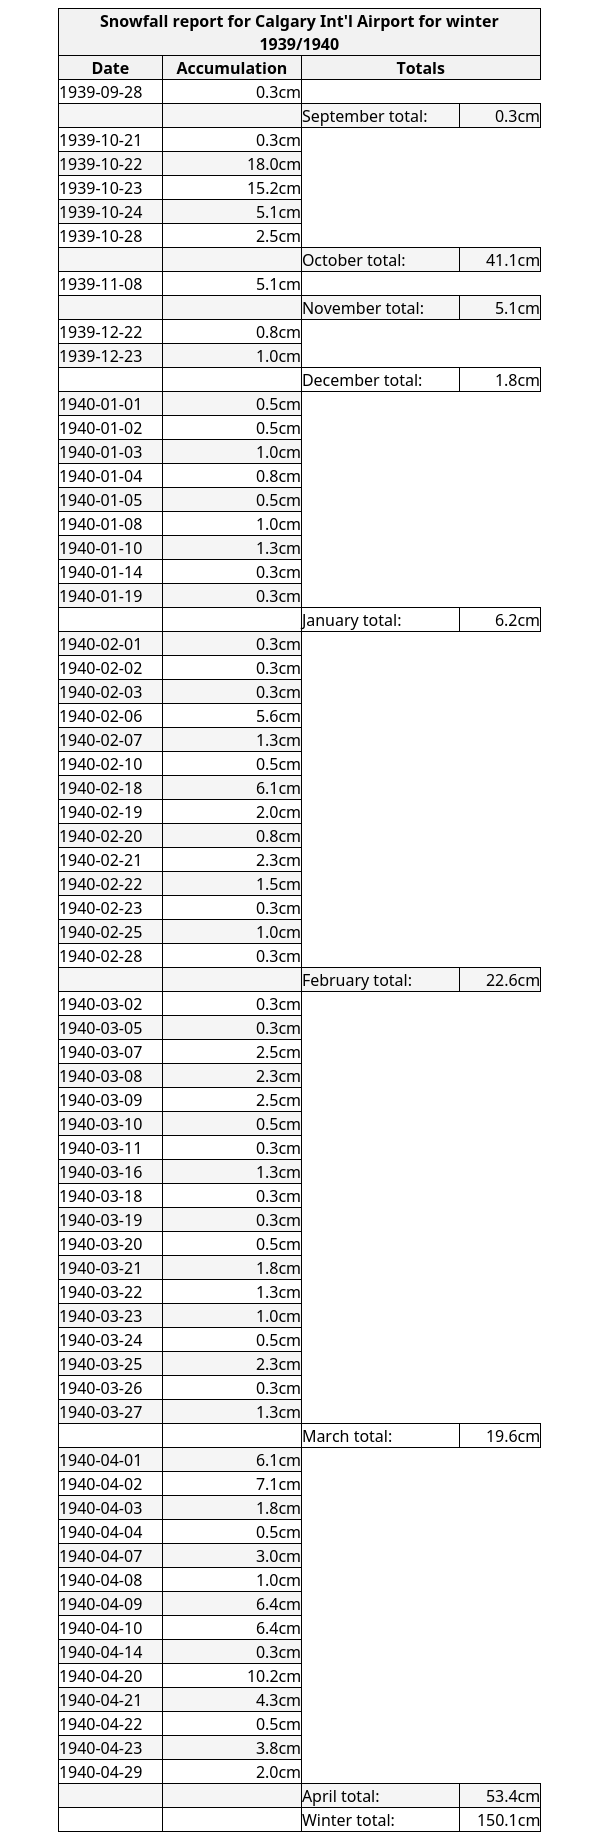 Snowfall report for Calgary Int'l Airport for winter
1939/1940
Date Accumulation Totals
1939-09-28 0.3cm
September total: 0.3cm
1939-10-21 0.3cm
1939-10-22 18.0cm
1939-10-23 15.2cm
1939-10-24 5.1cm
1939-10-28 2.5cm
October total: 41.1cm
1939-11-08 5.1cm
November total: 5.1cm
1939-12-22 0.8cm
1939-12-23 1.0cm
December total: 1.8cm
1940-01-01 0.5cm
1940-01-02 0.5cm
1940-01-03 1.0cm
1940-01-04 0.8cm
1940-01-05 0.5cm
1940-01-08 1.0cm
1940-01-10 1.3cm
1940-01-14 0.3cm
1940-01-19 0.3cm
January total: 6.2cm
1940-02-01 0.3cm
1940-02-02 0.3cm
1940-02-03 0.3cm
1940-02-06 5.6cm
1940-02-07 1.3cm
1940-02-10 0.5cm
1940-02-18 6.1cm
1940-02-19 2.0cm
1940-02-20 0.8cm
1940-02-21 2.3cm
1940-02-22 1.5cm
1940-02-23 0.3cm
1940-02-25 1.0cm
1940-02-28 0.3cm
February total: 22.6cm
1940-03-02 0.3cm
1940-03-05 0.3cm
1940-03-07 2.5cm
1940-03-08 2.3cm
1940-03-09 2.5cm
1940-03-10 0.5cm
1940-03-11 0.3cm
1940-03-16 1.3cm
1940-03-18 0.3cm
1940-03-19 0.3cm
1940-03-20 0.5cm
1940-03-21 1.8cm
1940-03-22 1.3cm
1940-03-23 1.0cm
1940-03-24 0.5cm
1940-03-25 2.3cm
1940-03-26 0.3cm
1940-03-27 1.3cm
March total: 19.6cm
1940-04-01 6.1cm
1940-04-02 7.1cm
1940-04-03 1.8cm
1940-04-04 0.5cm
1940-04-07 3.0cm
1940-04-08 1.0cm
1940-04-09 6.4cm
1940-04-10 6.4cm
1940-04-14 0.3cm
1940-04-20 10.2cm
1940-04-21 4.3cm
1940-04-22 0.5cm
1940-04-23 3.8cm
1940-04-29 2.0cm
April total: 53.4cm
Winter total: 150.1cm